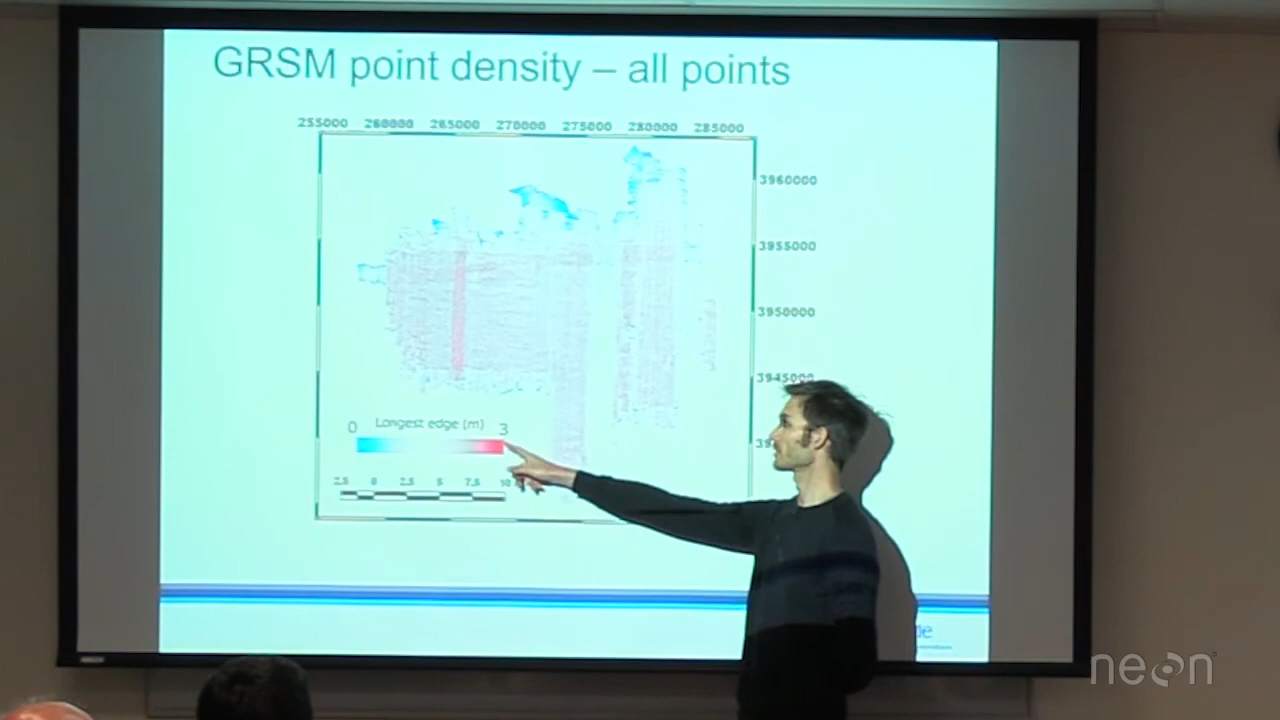 GRSM point density – all points
255000 260000 265000 270000 275000 280000 285000
3960000
3955000
3950000
3945000
0 Longest edge (m) 3
2.5 0 2.5 5 7.5 10
neon